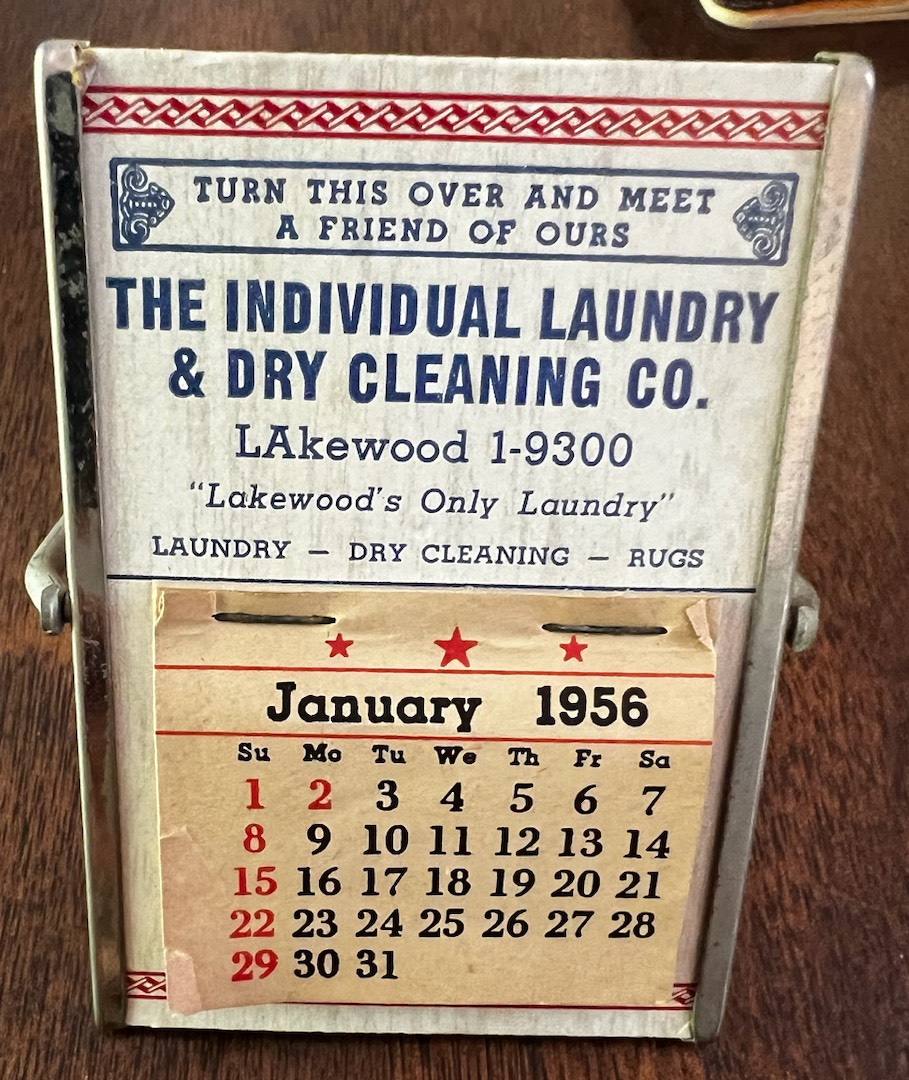 TURN THIS OVER AND MEET
A FRIEND OF OURS
THE INDIVIDUAL LAUNDRY
& DRY CLEANING CO.
LAkewood 1-9300
"Lakewood's Only Laundry"
LAUNDRY — DRY CLEANING — RUGS
January 1956
Su Mo Tu We Th Fr Sa
1 2 3 4 5 6 7
8 9 10 11 12 13 14
15 16 17 18 19 20 21
22 23 24 25 26 27 28
29 30 31